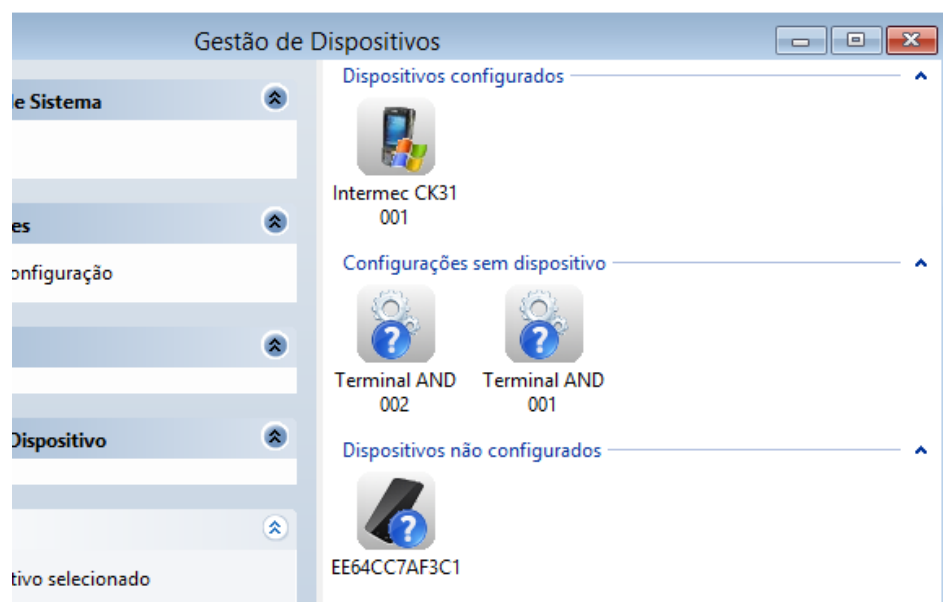 Gestão de Dispositivos
e Sistema
es
onfiguração
Dispositivo
tivo selecionado
Dispositivos configurados
Intermec CK31
001
Configurações sem dispositivo
Terminal AND
002
Terminal AND
001
Dispositivos não configurados
EE64CC7AF3C1